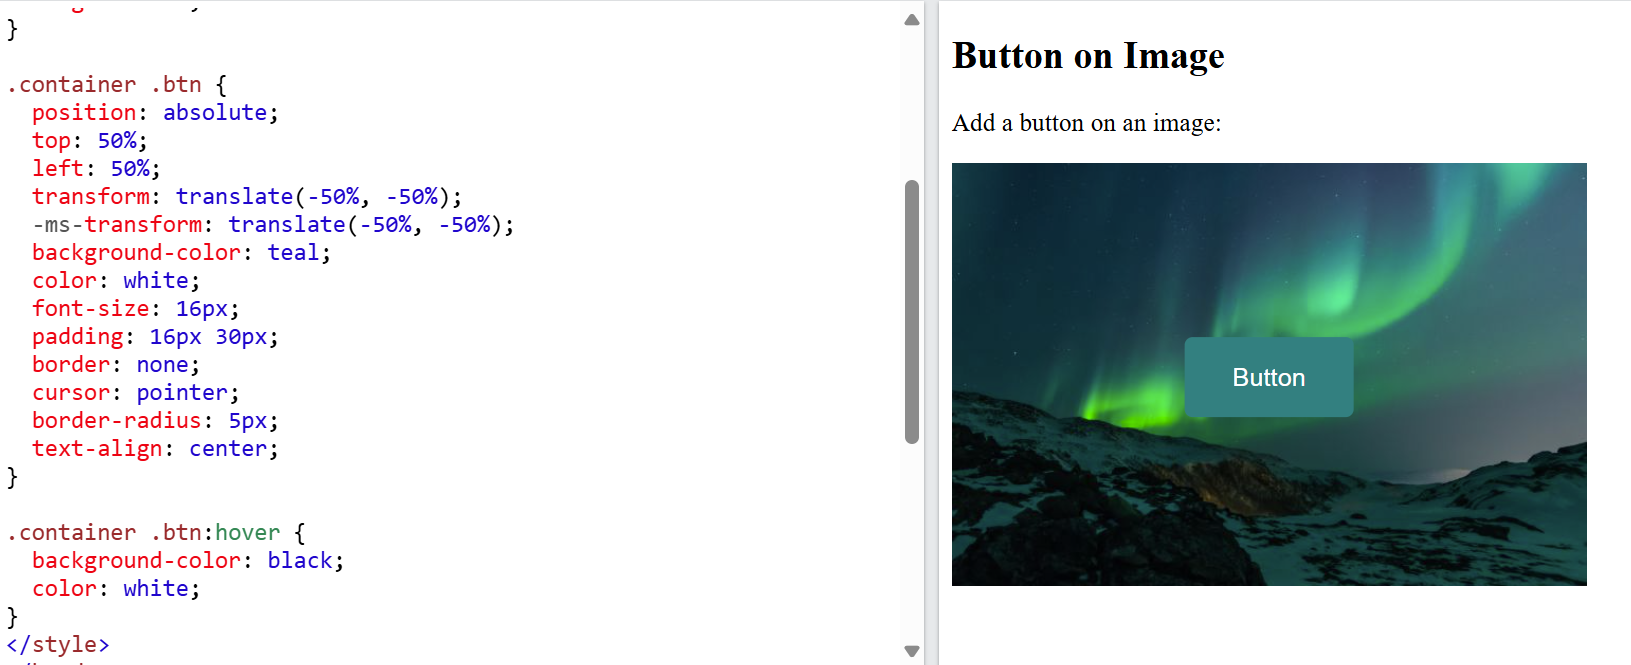 }
.container .btn {
position: absolute;
top: 50%;
left: 50%;
transform: translate(-50%, -50%);
-ms-transform: translate(-50%, -50%);
background-color: teal;
color: white;
font-size: 16px;
padding: 16px 30px;
border: none;
cursor: pointer;
border-radius: 5px;
text-align: center;
}
.container .btn:hover {
background-color: black;
color: white;
}
</style>
Button on Image
Add a button on an image:
Button